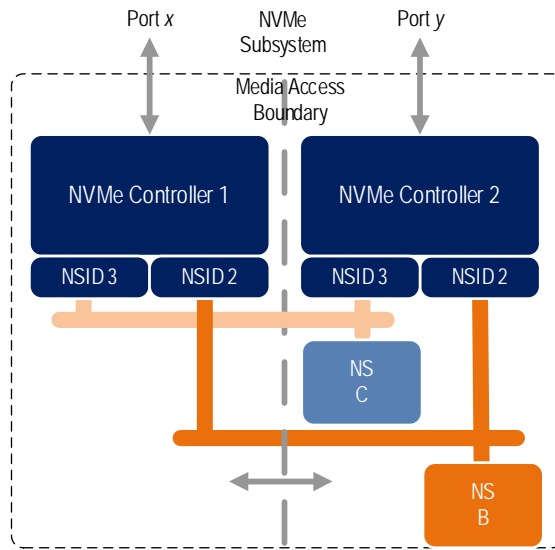 Port x
NVMe
Subsystem
Port y
Media Access
Boundary
NVMe Controller 1
NVMe Controller 2
NSID 3
NSID 2
NSID 3
NSID 2
NS
C
NS
B